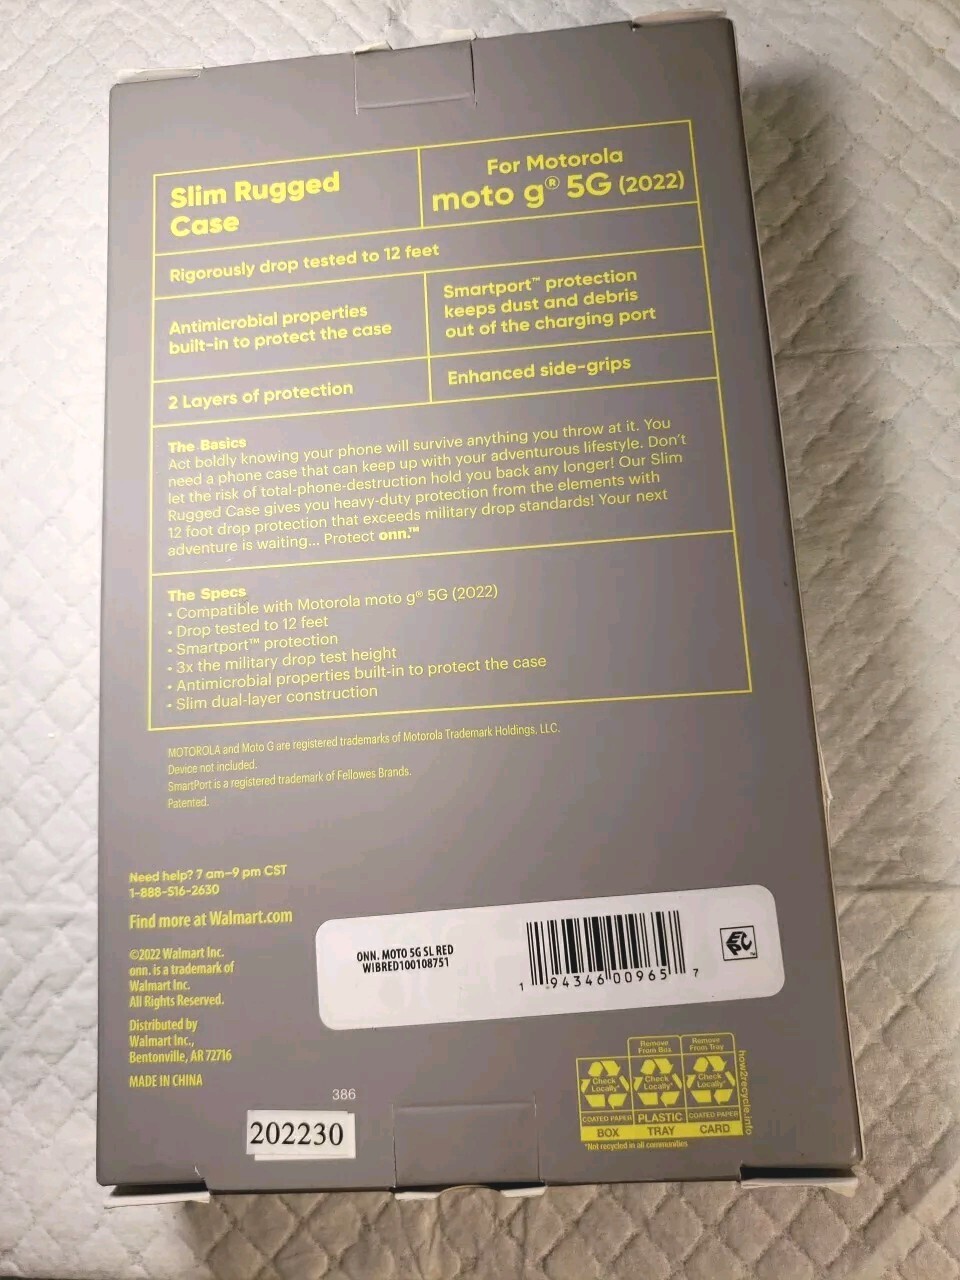 Slim Rugged
Case
For Motorola
moto g® 5G (2022)
Rigorously drop tested to 12 feet
Antimicrobial properties
built-in to protect the case
Smartport™ protection
keeps dust and debris
out of the charging port
2 Layers of protection
Enhanced side-grips
The Basics
Act boldly knowing your phone will survive anything you throw at it. You
need a phone case that can keep up with your adventurous lifestyle. Don't
let the risk of total-phone-destruction hold you back any longer! Our Slim
Rugged Case gives you heavy-duty protection from the elements with
12 foot drop protection that exceeds military drop standards! Your next
adventure is waiting... Protect onn.™
The Specs
• Compatible with Motorola moto g® 5G (2022)
• Drop tested to 12 feet
• Smartport™ protection
• 3x the military drop test height
• Antimicrobial properties built-in to protect the case
• Slim dual-layer construction
MOTOROLA and Moto G are registered trademarks of Motorola Trademark Holdings, LLC.
Device not included.
SmartPort is a registered trademark of Fellowes Brands.
Patented.
Need help? 7 am-9 pm CST
1-888-516-2630
Find more at Walmart.com
©2022 Walmart Inc.
onn. is a trademark of
Walmart Inc.
All Rights Reserved.
Distributed by
Walmart Inc.,
Bentonville, AR 72716
MADE IN CHINA
ONN. MOTO 5G SL RED
WIBRED100108751
1 94346 00965 7
EPC
386
202230
Remove
From Box
Remove
From Tray
Check
Locally*
Check
Locally*
Check
Locally*
COATED PAPER
PLASTIC
COATED PAPER
BOX
TRAY
CARD
*Not recycled in all communities
how2recycle.info